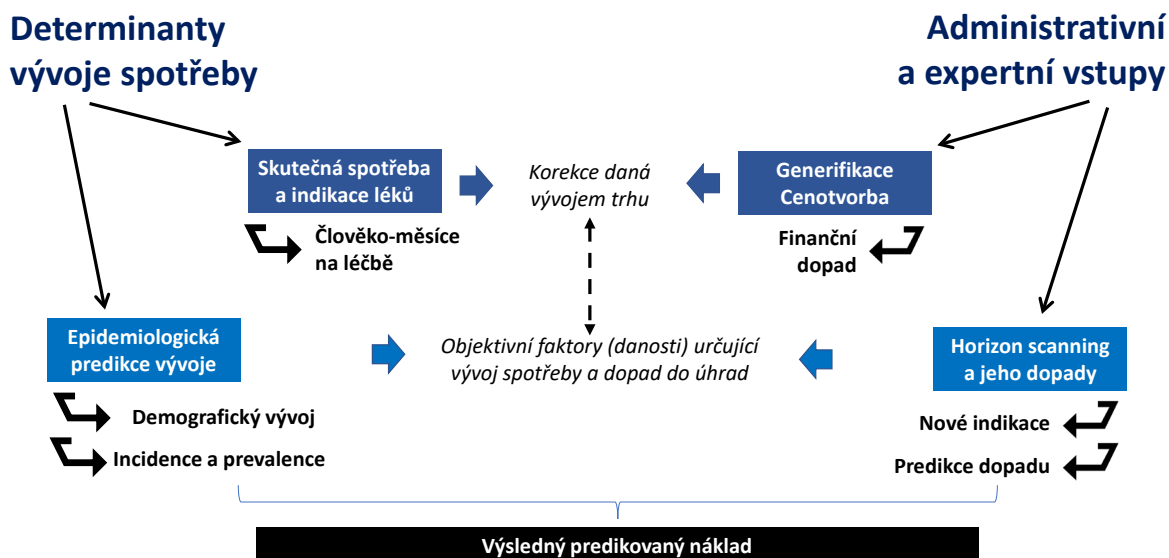 Determinanty
vývoje spotřeby
Administrativní
a expertní vstupy
Skutečná spotřeba
a indikace léků
Korekce daná
vývojem trhu
Generifikace
Cenotvorba
Člověko-měsíce
na léčbě
Finanční
dopad
Epidemiologická
predikce vývoje
Objektivní faktory (danosti) určující
vývoj spotřeby a dopad do úhrad
Horizon scanning
a jeho dopady
Demografický vývoj
Nové indikace
Incidence a prevalence
Predikce dopadu
Výsledný predikovaný náklad